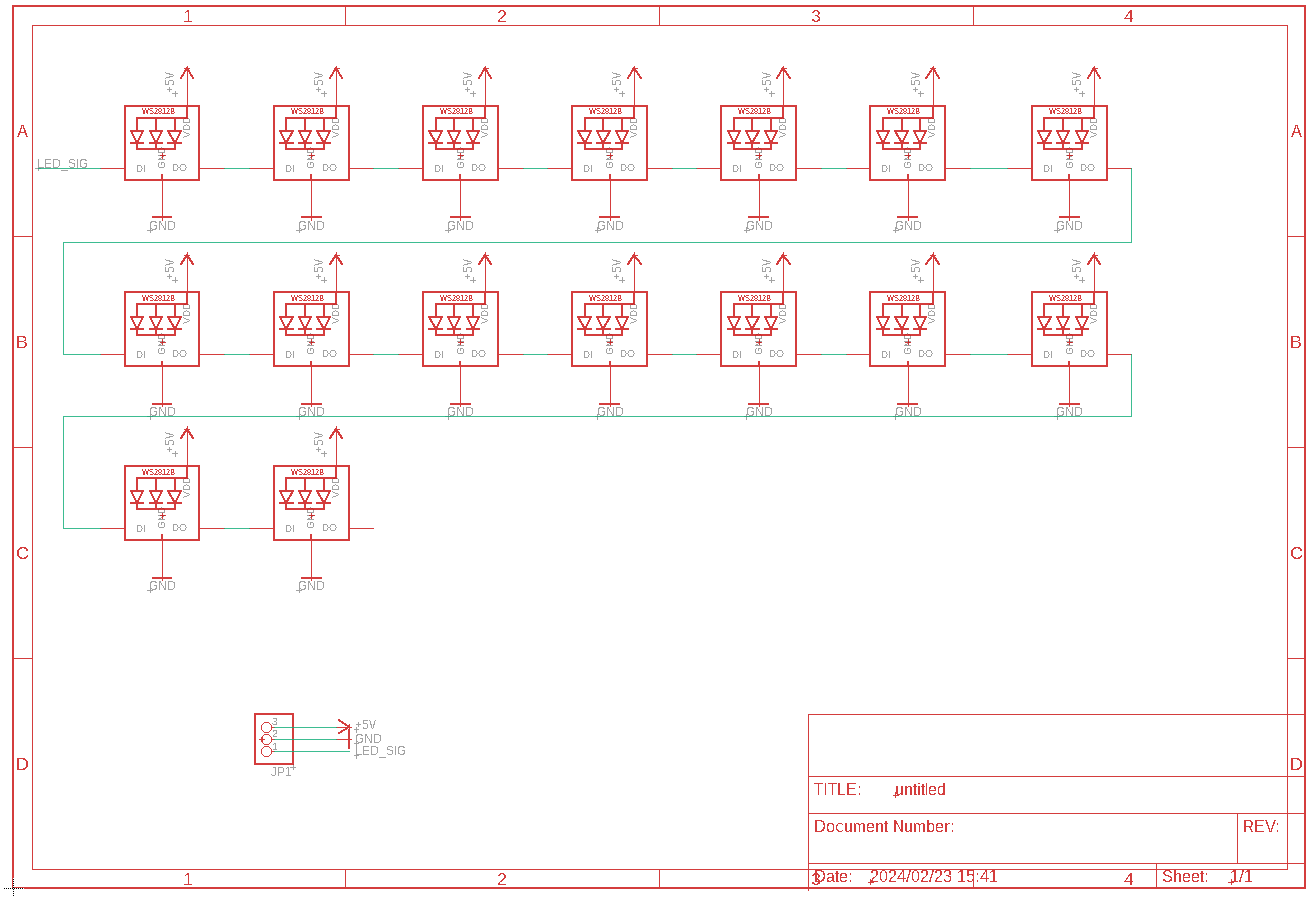 1 2 3 4
+5V +5V +5V +5V +5V +5V +5V
WS2812B WS2812B WS2812B WS2812B WS2812B WS2812B WS2812B
VDD VDD VDD VDD VDD VDD VDD
A A
GND GND GND GND GND GND GND
LED_SIG DI DO DI DO DI DO DI DO DI DO DI DO DI DO
GND GND GND GND GND GND GND
+5V +5V +5V +5V +5V +5V +5V
WS2812B WS2812B WS2812B WS2812B WS2812B WS2812B WS2812B
VDD VDD VDD VDD VDD VDD VDD
B B
GND GND GND GND GND GND GND
DI DO DI DO DI DO DI DO DI DO DI DO DI DO
GND GND GND GND GND GND GND
+5V +5V
WS2812B WS2812B
VDD VDD
GND GND
DI DO DI DO
C C
GND GND
3 +5V
2 GND
1 LED_SIG
JP1
D D
TITLE: untitled
Document Number: REV:
Date: 2024/02/23 15:41 Sheet: 1/1
1 2 3 4